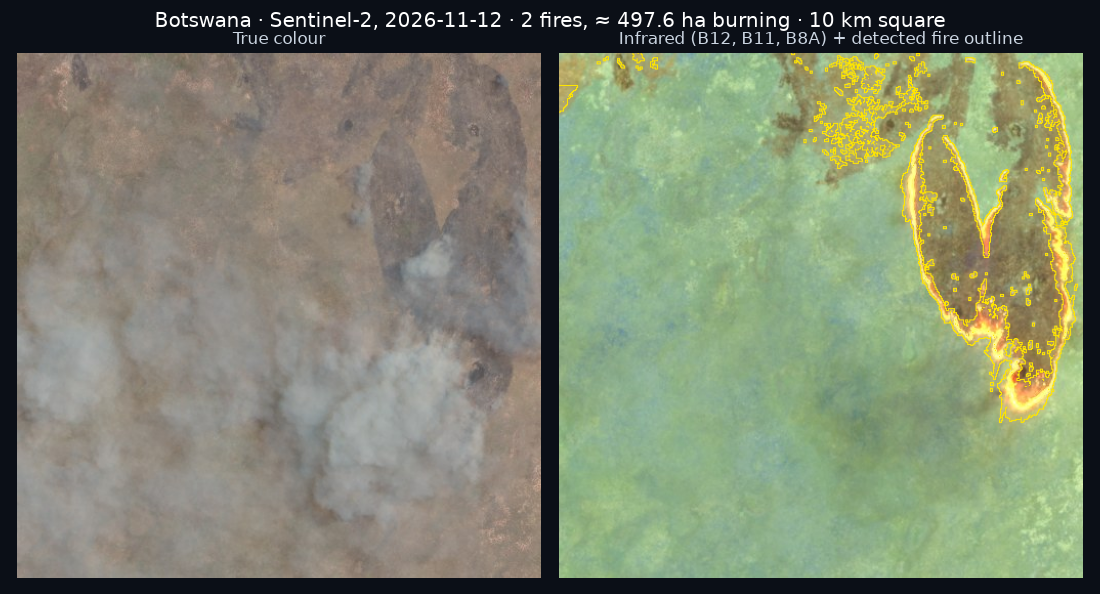 Botswana · Sentinel-2, 2026-11-12 · 2 fires, ≈ 497.6 ha burning · 10 km square
True colour
Infrared (B12, B11, B8A) + detected fire outline